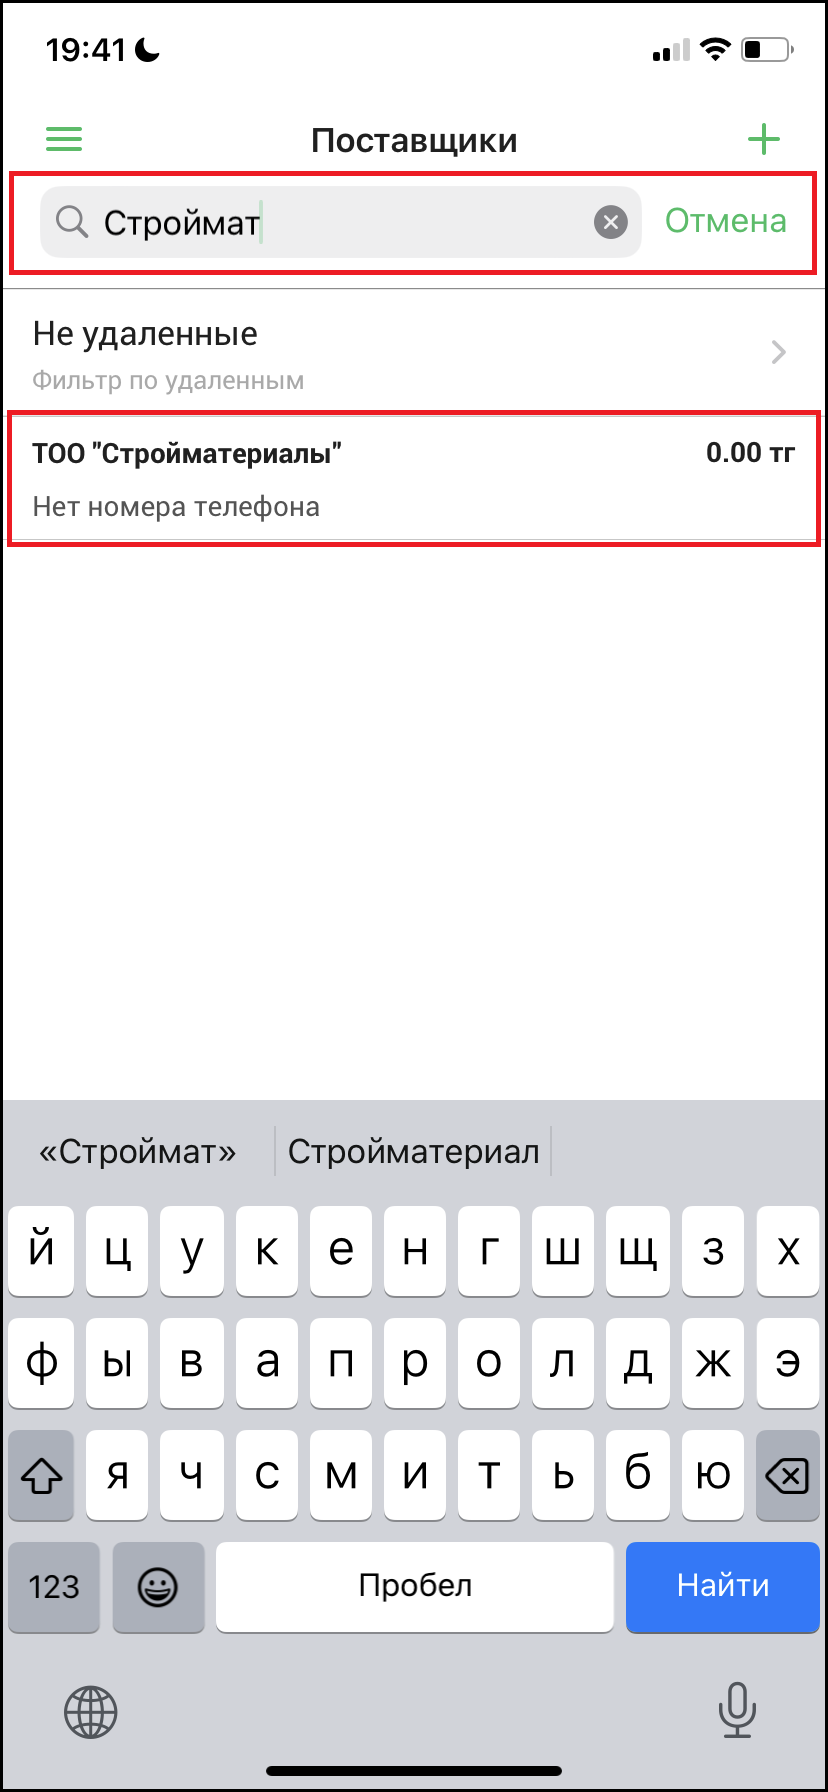 19:41
Поставщики
Строймат Отмена
Не удаленные
Фильтр по удаленным
ТОО "Стройматериалы" 0.00 тг
Нет номера телефона
«Строймат» Стройматериал
й ц у к е н г ш щ з х
ф ы в а п р о л д ж э
я ч с м и т ь б ю
123 Пробел Найти